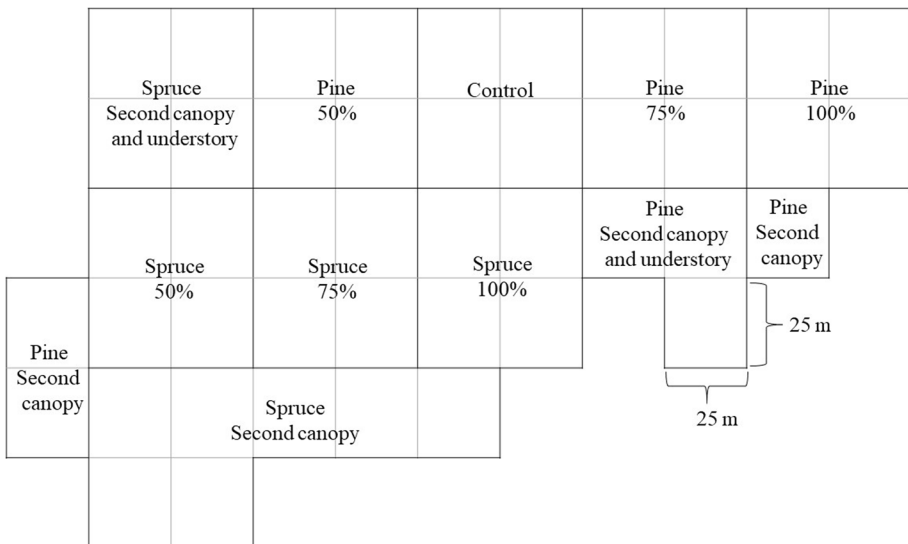 Spruce
Second canopy
and understory
Pine
50%
Control
Pine
75%
Pine
100%
Spruce
50%
Spruce
75%
Spruce
100%
Pine
Second canopy
and understory
Pine
Second
canopy
25 m
25 m
Pine
Second
canopy
Spruce
Second canopy